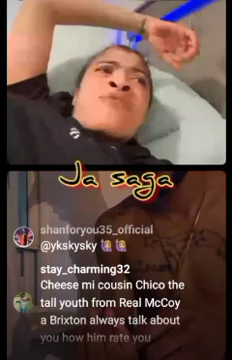 Ja saga
shanforyou35_official
@ykskysky 🙋‍♀️🙋‍♀️
stay_charming32
Cheese mi cousin Chico the
tall youth from Real McCoy
a Brixton always talk about
you how him rate you